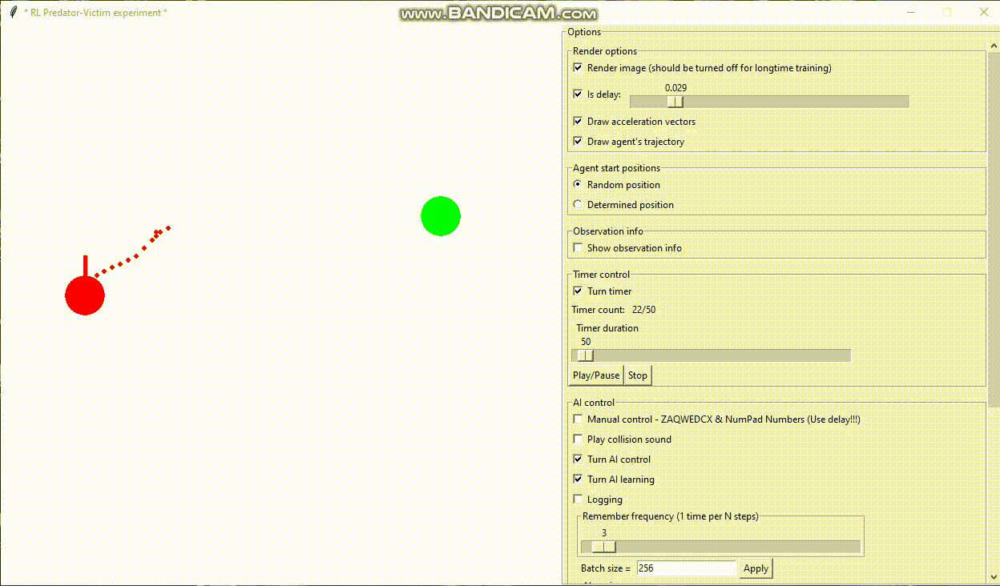 * RL Predator-Victim experiment *
www.BANDICAM.com
Options
Render options
Render image (should be turned off for longtime training)
0.029
Is delay:
Draw acceleration vectors
Draw agent's trajectory
Agent start positions
Random position
Determined position
Observation info
Show observation info
Timer control
Turn timer
Timer count: 22/50
Timer duration
50
Play/Pause Stop
AI control
Manual control - ZAQWEDCX & NumPad Numbers (Use delay!!!)
Play collision sound
Turn AI control
Turn AI learning
Logging
Remember frequency (1 time per N steps)
3
Batch size = 256 Apply